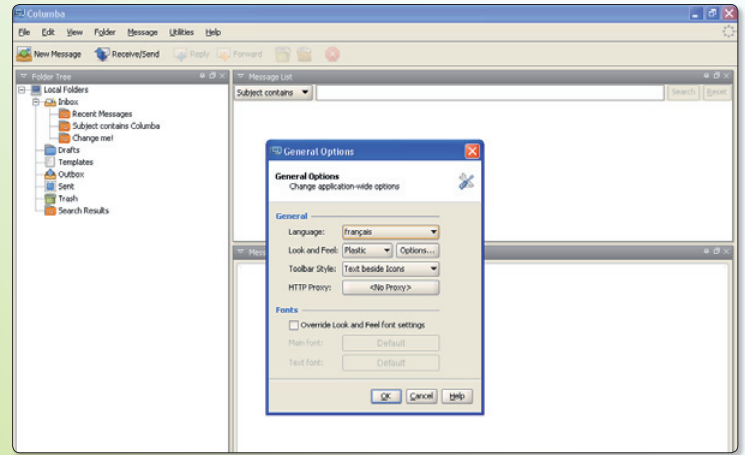 Columba
File Edit View Folder Message Utilities Help
New Message Receive/Send Reply Forward
Folder Tree
Message List
Local Folders
Subject contains
Search Reset
Inbox
Recent Messages
Subject contains Columba
Change me!
Drafts
Templates
Outbox
Sent
Trash
Search Results
Mess
General Options
General Options
Change application-wide options
General
Language: français
Look and Feel: Plastic Options...
Toolbar Style: Text beside Icons
HTTP Proxy: <No Proxy>
Fonts
Override Look and Feel font settings
Main font: Default
Text font: Default
OK Cancel Help